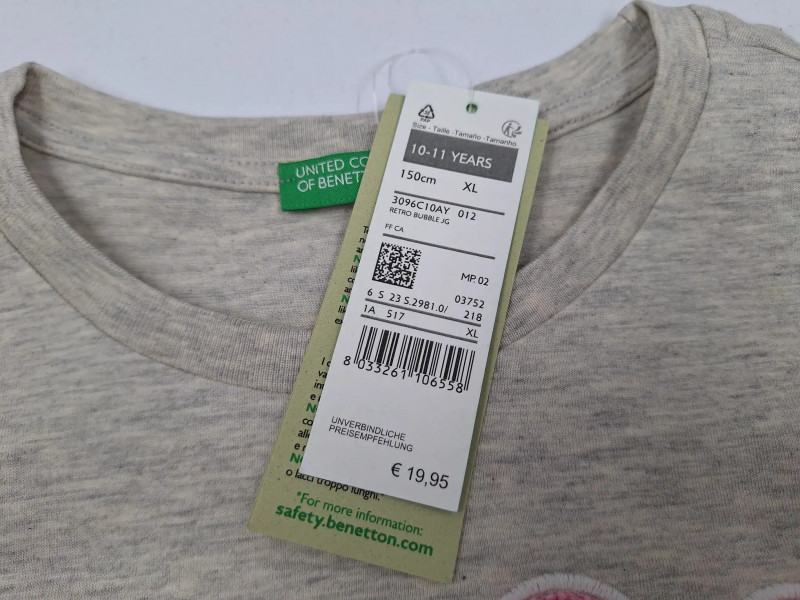 UNITED CO
OF BENET
PAP
Size - Taille - Tamaño - Tamanho
10-11 YEARS
150cm XL
3096C10AY 012
RETRO BUBBLE JG
FF CA
MP. 02
03752
6 S 23 S.2981.0/ 218
1A 517 XL
8 033261 106558
UNVERBINDLICHE
PREISEMPFEHLUNG
€ 19,95
o lacci troppo lunghi."
*For more information:
safety.benetton.com